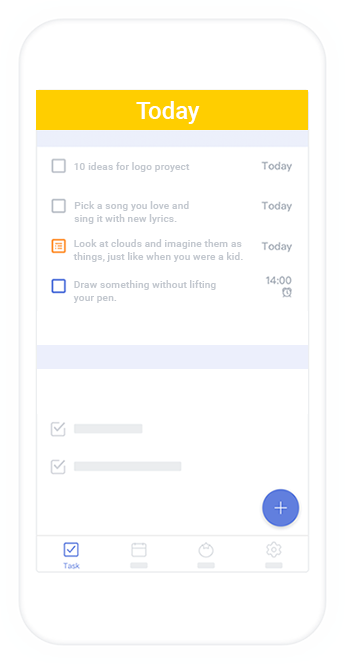 Today
10 ideas for logo proyect Today
Pick a song you love and Today
sing it with new lyrics.
Look at clouds and imagine them as Today
things, just like when you were a kid.
Draw something without lifting 14:00
your pen.
Task